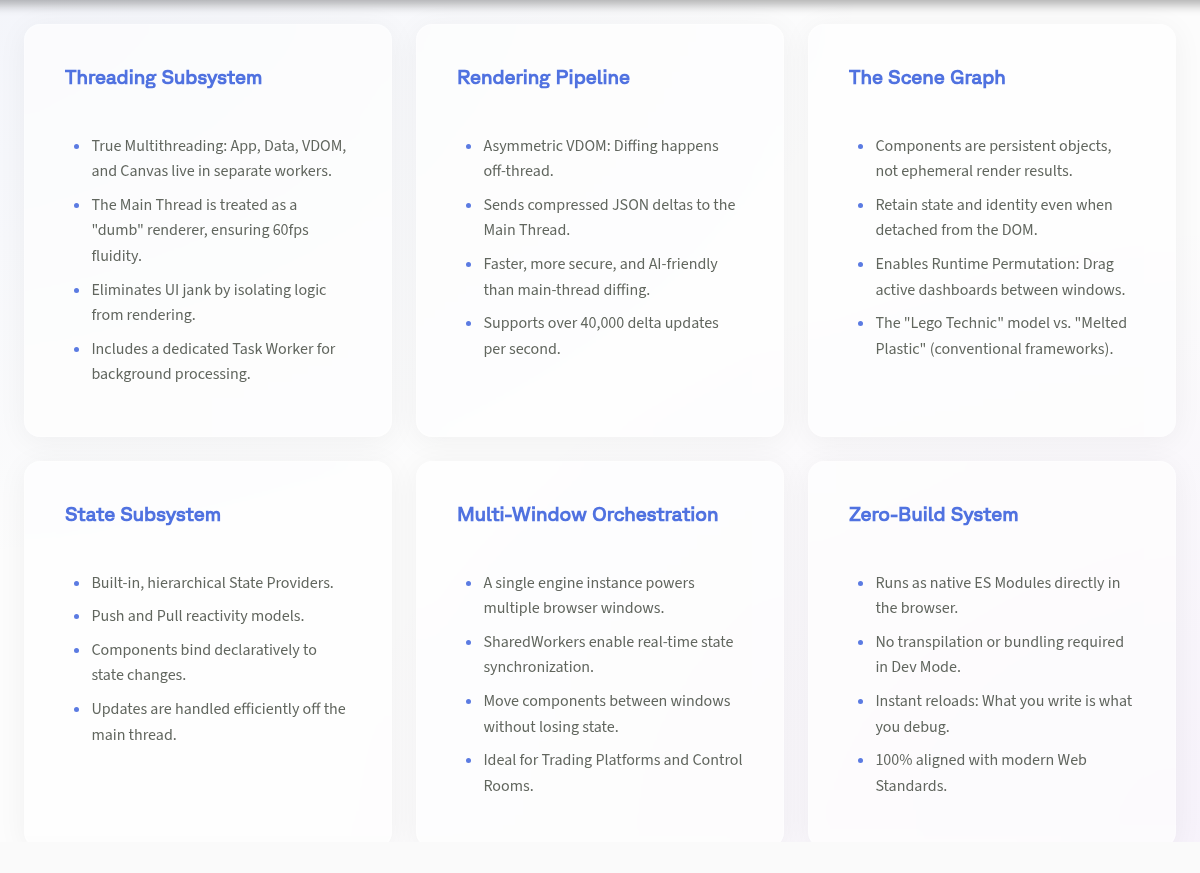 Threading Subsystem
True Multithreading: App, Data, VDOM,
and Canvas live in separate workers.
The Main Thread is treated as a
"dumb" renderer, ensuring 60fps
fluidity.
Eliminates UI jank by isolating logic
from rendering.
Includes a dedicated Task Worker for
background processing.
Rendering Pipeline
Asymmetric VDOM: Diffing happens
off-thread.
Sends compressed JSON deltas to the
Main Thread.
Faster, more secure, and AI-friendly
than main-thread diffing.
Supports over 40,000 delta updates
per second.
The Scene Graph
Components are persistent objects,
not ephemeral render results.
Retain state and identity even when
detached from the DOM.
Enables Runtime Permutation: Drag
active dashboards between windows.
The "Lego Technic" model vs. "Melted
Plastic" (conventional frameworks).
State Subsystem
Built-in, hierarchical State Providers.
Push and Pull reactivity models.
Components bind declaratively to
state changes.
Updates are handled efficiently off the
main thread.
Multi-Window Orchestration
A single engine instance powers
multiple browser windows.
SharedWorkers enable real-time state
synchronization.
Move components between windows
without losing state.
Ideal for Trading Platforms and Control
Rooms.
Zero-Build System
Runs as native ES Modules directly in
the browser.
No transpilation or bundling required
in Dev Mode.
Instant reloads: What you write is what
you debug.
100% aligned with modern Web
Standards.